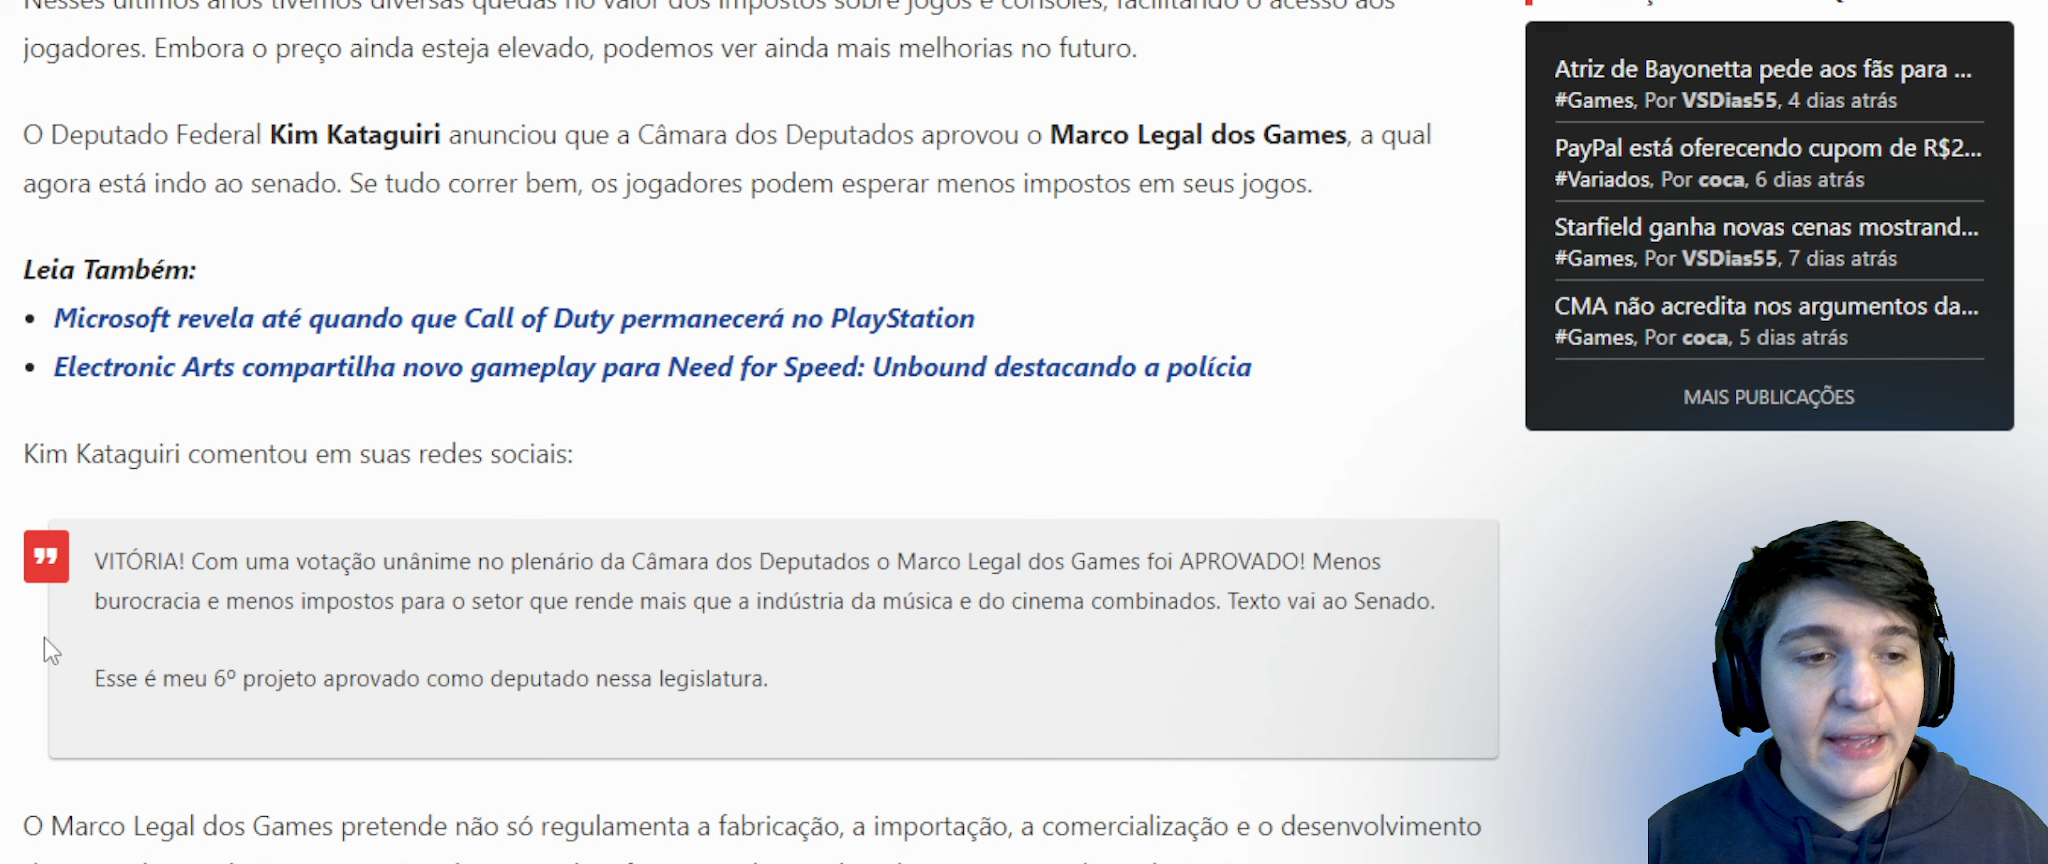 Nesses últimos anos tivemos diversas quedas no valor dos impostos sobre jogos e consoles, facilitando o acesso aos
jogadores. Embora o preço ainda esteja elevado, podemos ver ainda mais melhorias no futuro.
O Deputado Federal Kim Kataguiri anunciou que a Câmara dos Deputados aprovou o Marco Legal dos Games, a qual
agora está indo ao senado. Se tudo correr bem, os jogadores podem esperar menos impostos em seus jogos.
Leia Também:
• Microsoft revela até quando que Call of Duty permanecerá no PlayStation
• Electronic Arts compartilha novo gameplay para Need for Speed: Unbound destacando a polícia
Kim Kataguiri comentou em suas redes sociais:
VITÓRIA! Com uma votação unânime no plenário da Câmara dos Deputados o Marco Legal dos Games foi APROVADO! Menos
burocracia e menos impostos para o setor que rende mais que a indústria da música e do cinema combinados. Texto vai ao Senado.
Esse é meu 6º projeto aprovado como deputado nessa legislatura.
O Marco Legal dos Games pretende não só regulamenta a fabricação, a importação, a comercialização e o desenvolvimento
Atriz de Bayonetta pede aos fãs para ...
#Games, Por VSDias55, 4 dias atrás
PayPal está oferecendo cupom de R$2...
#Variados, Por coca, 6 dias atrás
Starfield ganha novas cenas mostrand...
#Games, Por VSDias55, 7 dias atrás
CMA não acredita nos argumentos da...
#Games, Por coca, 5 dias atrás
MAIS PUBLICAÇÕES